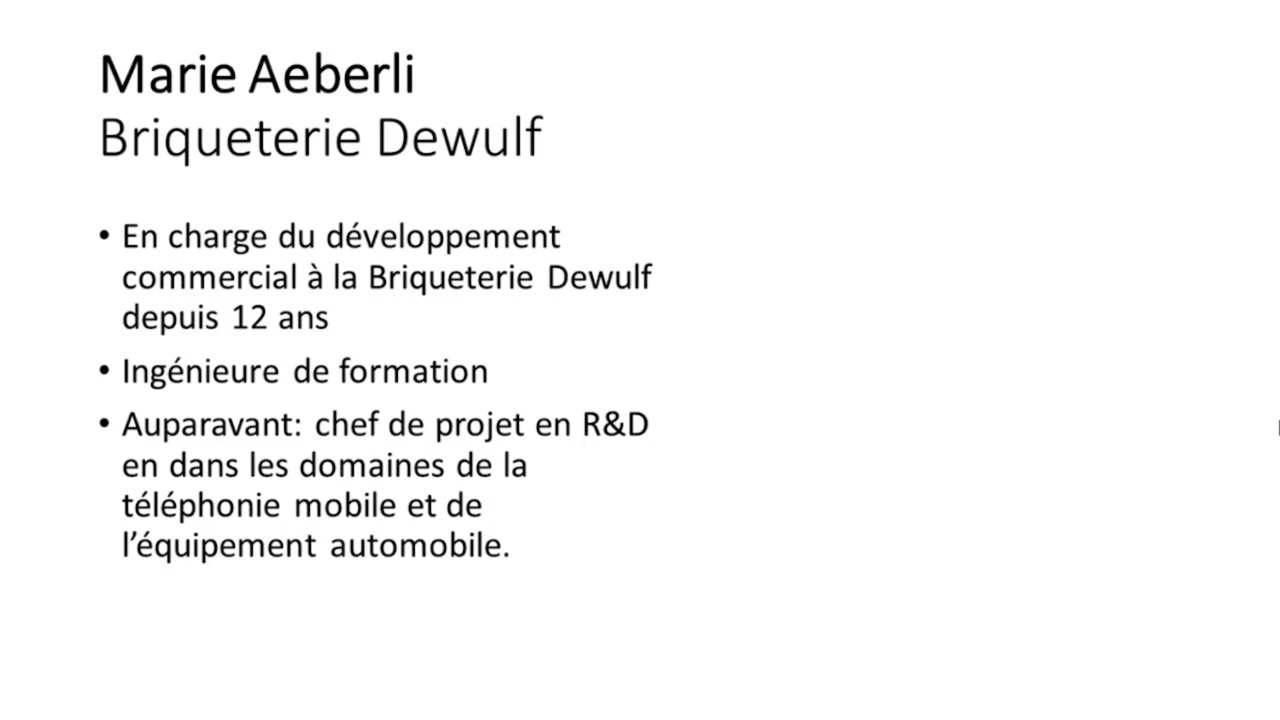 Marie Aeberli
Briqueterie Dewulf
• En charge du développement
commercial à la Briqueterie Dewulf
depuis 12 ans
• Ingénieure de formation
• Auparavant: chef de projet en R&D
en dans les domaines de la
téléphonie mobile et de
l’équipement automobile.